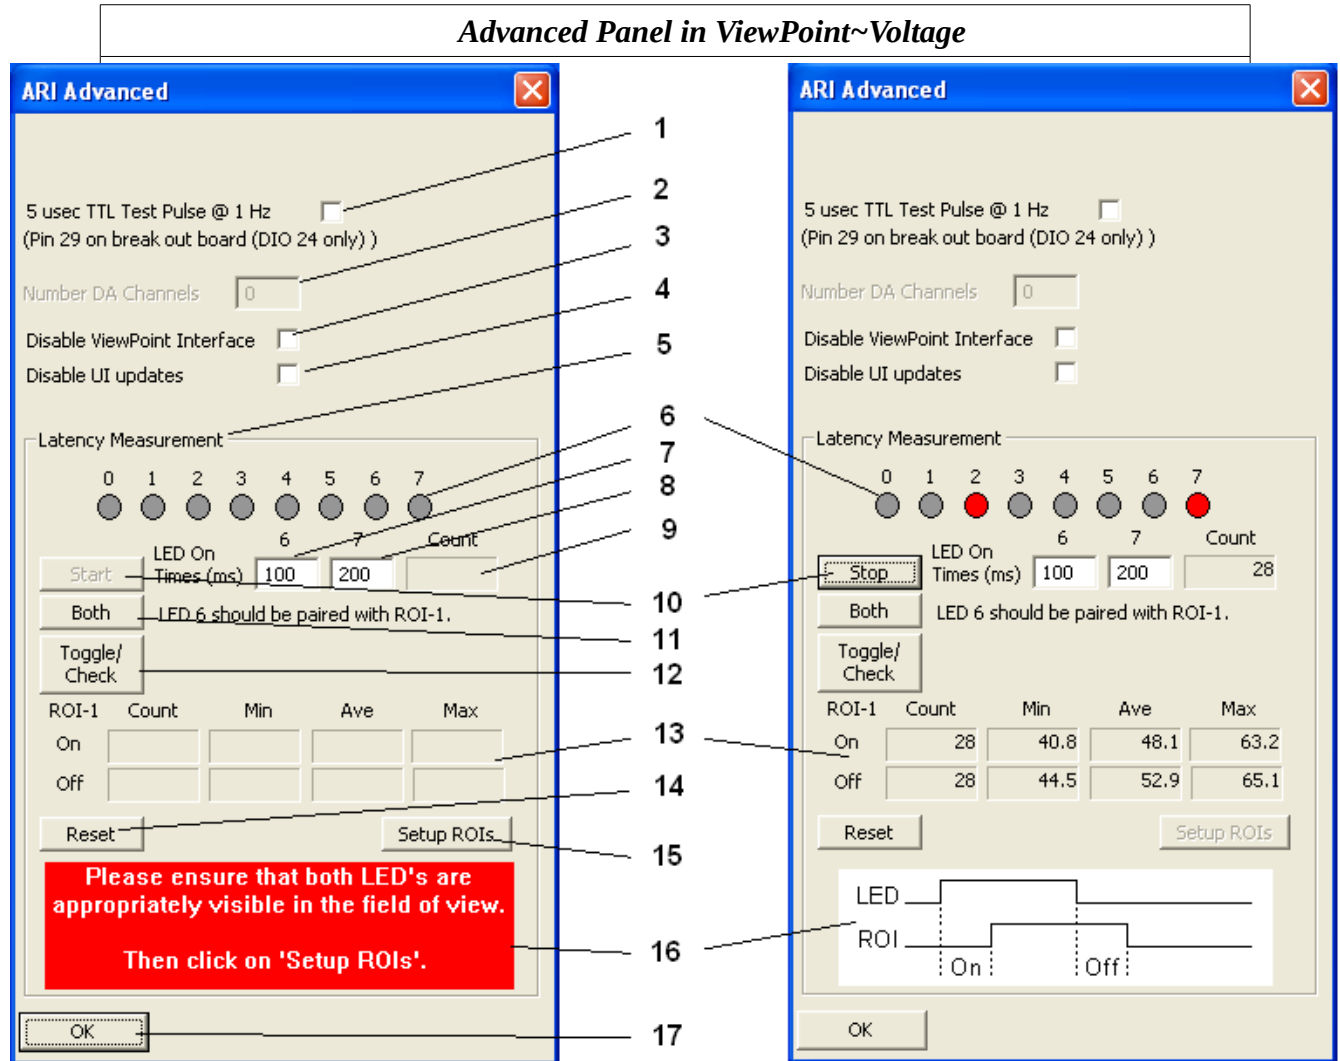 Advanced Panel in ViewPoint~Voltage
ARI Advanced
5 usec TTL Test Pulse @ 1 Hz
(Pin 29 on break out board (DIO 24 only) )
Number DA Channels 0
Disable ViewPoint Interface
Disable UI updates
Latency Measurement
0 1 2 3 4 5 6 7
6 7 Count
LED On
Times (ms) 100 200
Start
Both LED 6 should be paired with ROI-1.
Toggle/
Check
ROI-1 Count Min Ave Max
On
Off
Reset Setup ROIs
Please ensure that both LED's are
appropriately visible in the field of view.
Then click on 'Setup ROIs'.
OK
1
2
3
4
5
6
7
8
9
10
11
12
13
14
15
16
17
ARI Advanced
5 usec TTL Test Pulse @ 1 Hz
(Pin 29 on break out board (DIO 24 only) )
Number DA Channels 0
Disable ViewPoint Interface
Disable UI updates
Latency Measurement
0 1 2 3 4 5 6 7
6 7 Count
LED On
Times (ms) 100 200 28
Stop
Both LED 6 should be paired with ROI-1.
Toggle/
Check
ROI-1 Count Min Ave Max
On 28 40.8 48.1 63.2
Off 28 44.5 52.9 65.1
Reset Setup ROIs
LED
ROI
On Off
OK